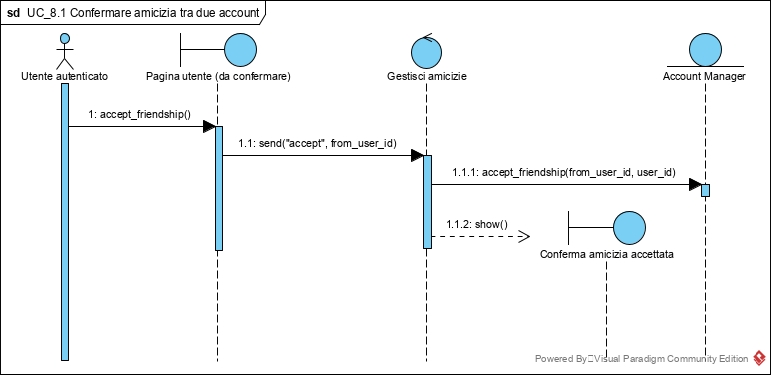 sd UC_8.1 Confermare amicizia tra due account
Utente autenticato
Pagina utente (da confermare)
Gestisci amicizie
Account Manager
1: accept_friendship()
1.1: send("accept", from_user_id)
1.1.1: accept_friendship(from_user_id, user_id)
1.1.2: show()
Conferma amicizia accettata
Powered By Visual Paradigm Community Edition